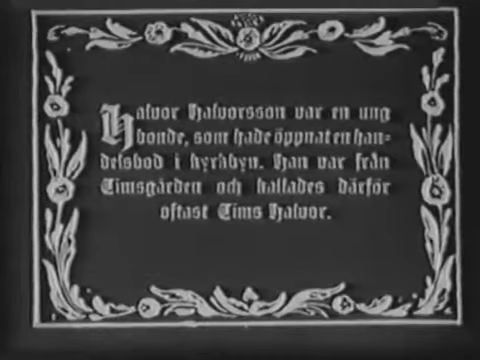 Halvor Halvorsson var en ung
bonde, som hade öppnat en han=
delsbod i kyrkbyn. Han var från
Timsgården och kallades därför
oftast Tims Halvor.